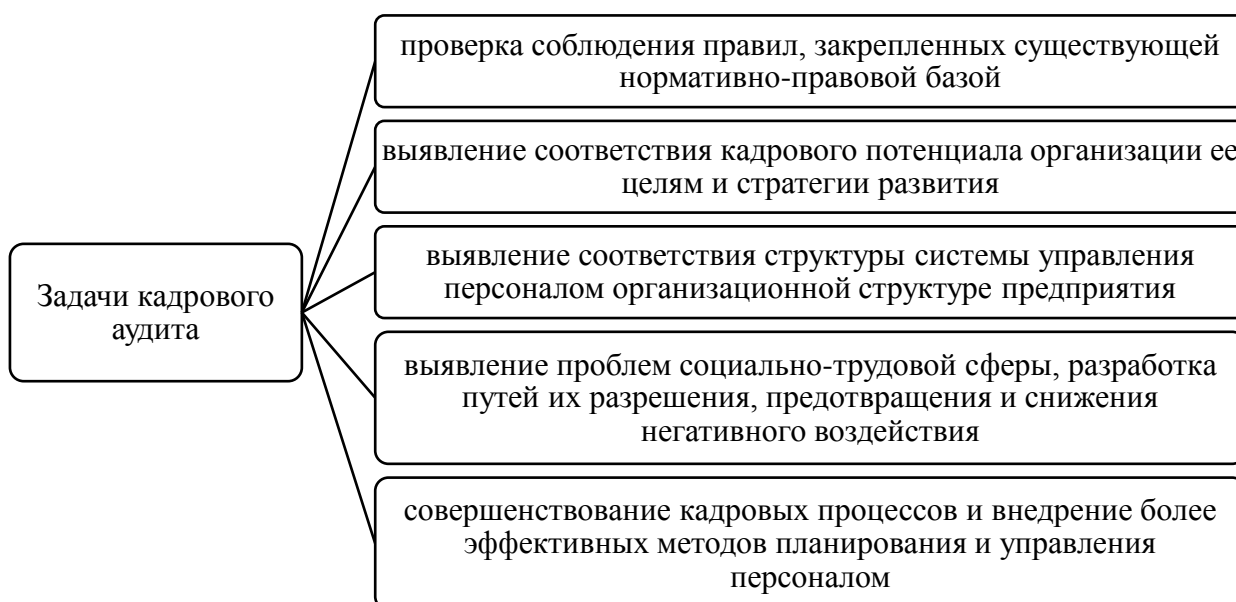 проверка соблюдения правил, закрепленных существующей
нормативно-правовой базой
выявление соответствия кадрового потенциала организации ее
целям и стратегии развития
Задачи кадрового
аудита
выявление соответствия структуры системы управления
персоналом организационной структуре предприятия
выявление проблем социально-трудовой сферы, разработка
путей их разрешения, предотвращения и снижения
негативного воздействия
совершенствование кадровых процессов и внедрение более
эффективных методов планирования и управления
персоналом